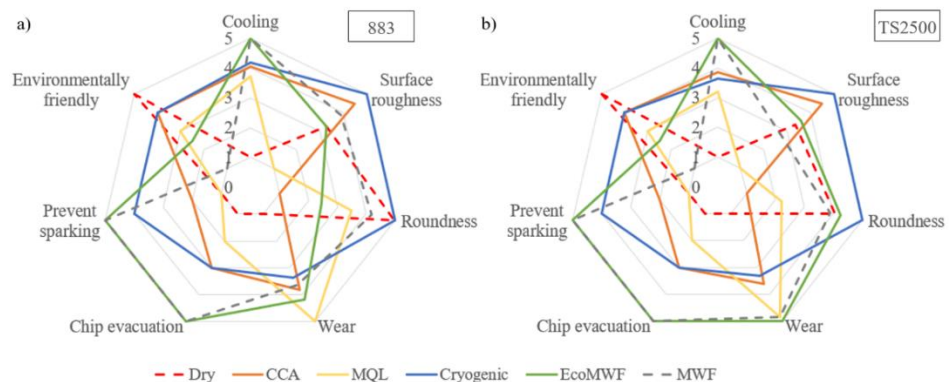 a)
883
Cooling
5
4
3
2
1
0
Surface
roughness
Roundness
Wear
Chip evacuation
Prevent
sparking
Environmentally
friendly
b)
TS2500
Cooling
5
4
3
2
1
0
Surface
roughness
Roundness
Wear
Chip evacuation
Prevent
sparking
Environmentally
friendly
Dry CCA MQL Cryogenic EcoMWF MWF